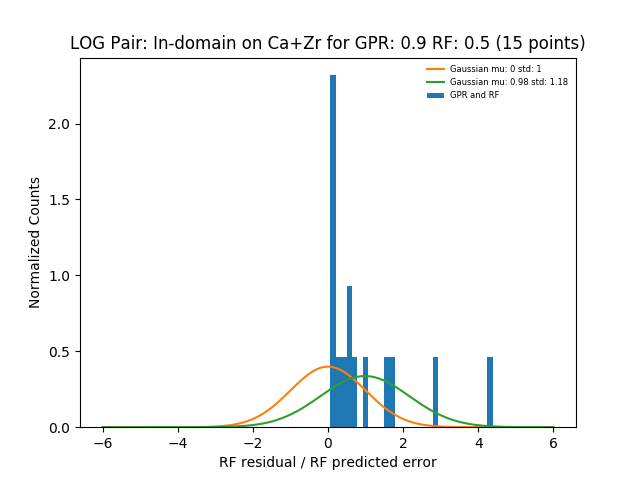 LOG Pair: In-domain on Ca+Zr for GPR: 0.9 RF: 0.5 (15 points)
Gaussian mu: 0 std: 1
Gaussian mu: 0.98 std: 1.18
GPR and RF
Normalized Counts
2.0
1.5
1.0
0.5
0.0
−6 −4 −2 0 2 4 6
RF residual / RF predicted error